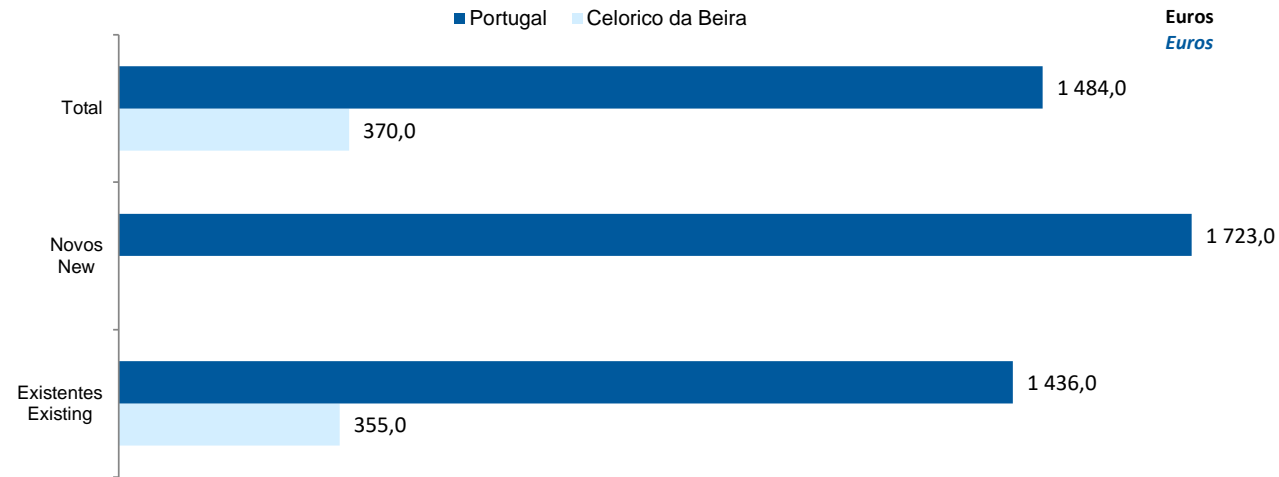 Portugal Celorico da Beira
Euros
Euros
Total
1 484,0
370,0
Novos
New
1 723,0
Existentes
Existing
1 436,0
355,0